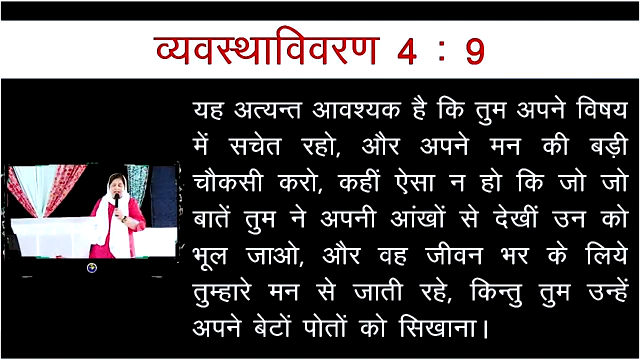 व्यवस्थाविवरण 4 : 9
यह अत्यन्त आवश्यक है कि तुम अपने विषय
में सचेत रहो, और अपने मन की बड़ी
चौकसी करो, कहीं ऐसा न हो कि जो जो
बातें तुम ने अपनी आंखों से देखीं उन को
भूल जाओ, और वह जीवन भर के लिये
तुम्हारे मन से जाती रहे, किन्तु तुम उन्हें
अपने बेटों पोतों को सिखाना।